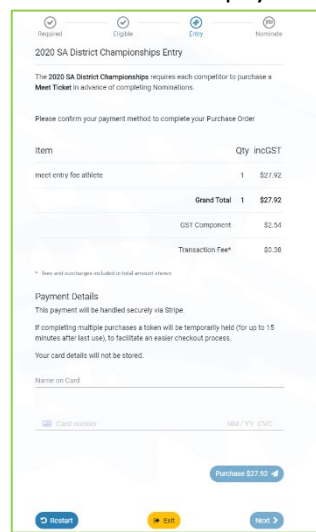 Required Eligible Entry Nominate
2020 SA District Championships Entry
The 2020 SA District Championships requires each competitor to purchase a
Meet Ticket in advance of completing Nominations.
Please confirm your payment method to complete your Purchase Order
Item Qty incGST
meet entry fee athlete 1 $27.92
Grand Total 1 $27.92
GST Component $2.54
Transaction Fee* $0.38
* Fees and surcharges included in total amount shown
Payment Details
This payment will be handled securely via Stripe.
If completing multiple purchases a token will be temporarily held (for up to 15
minutes after last use), to facilitate an easier checkout process.
Your card details will not be stored.
Name on Card
Card number MM / YY CVC
Purchase $27.92
Restart Exit Next